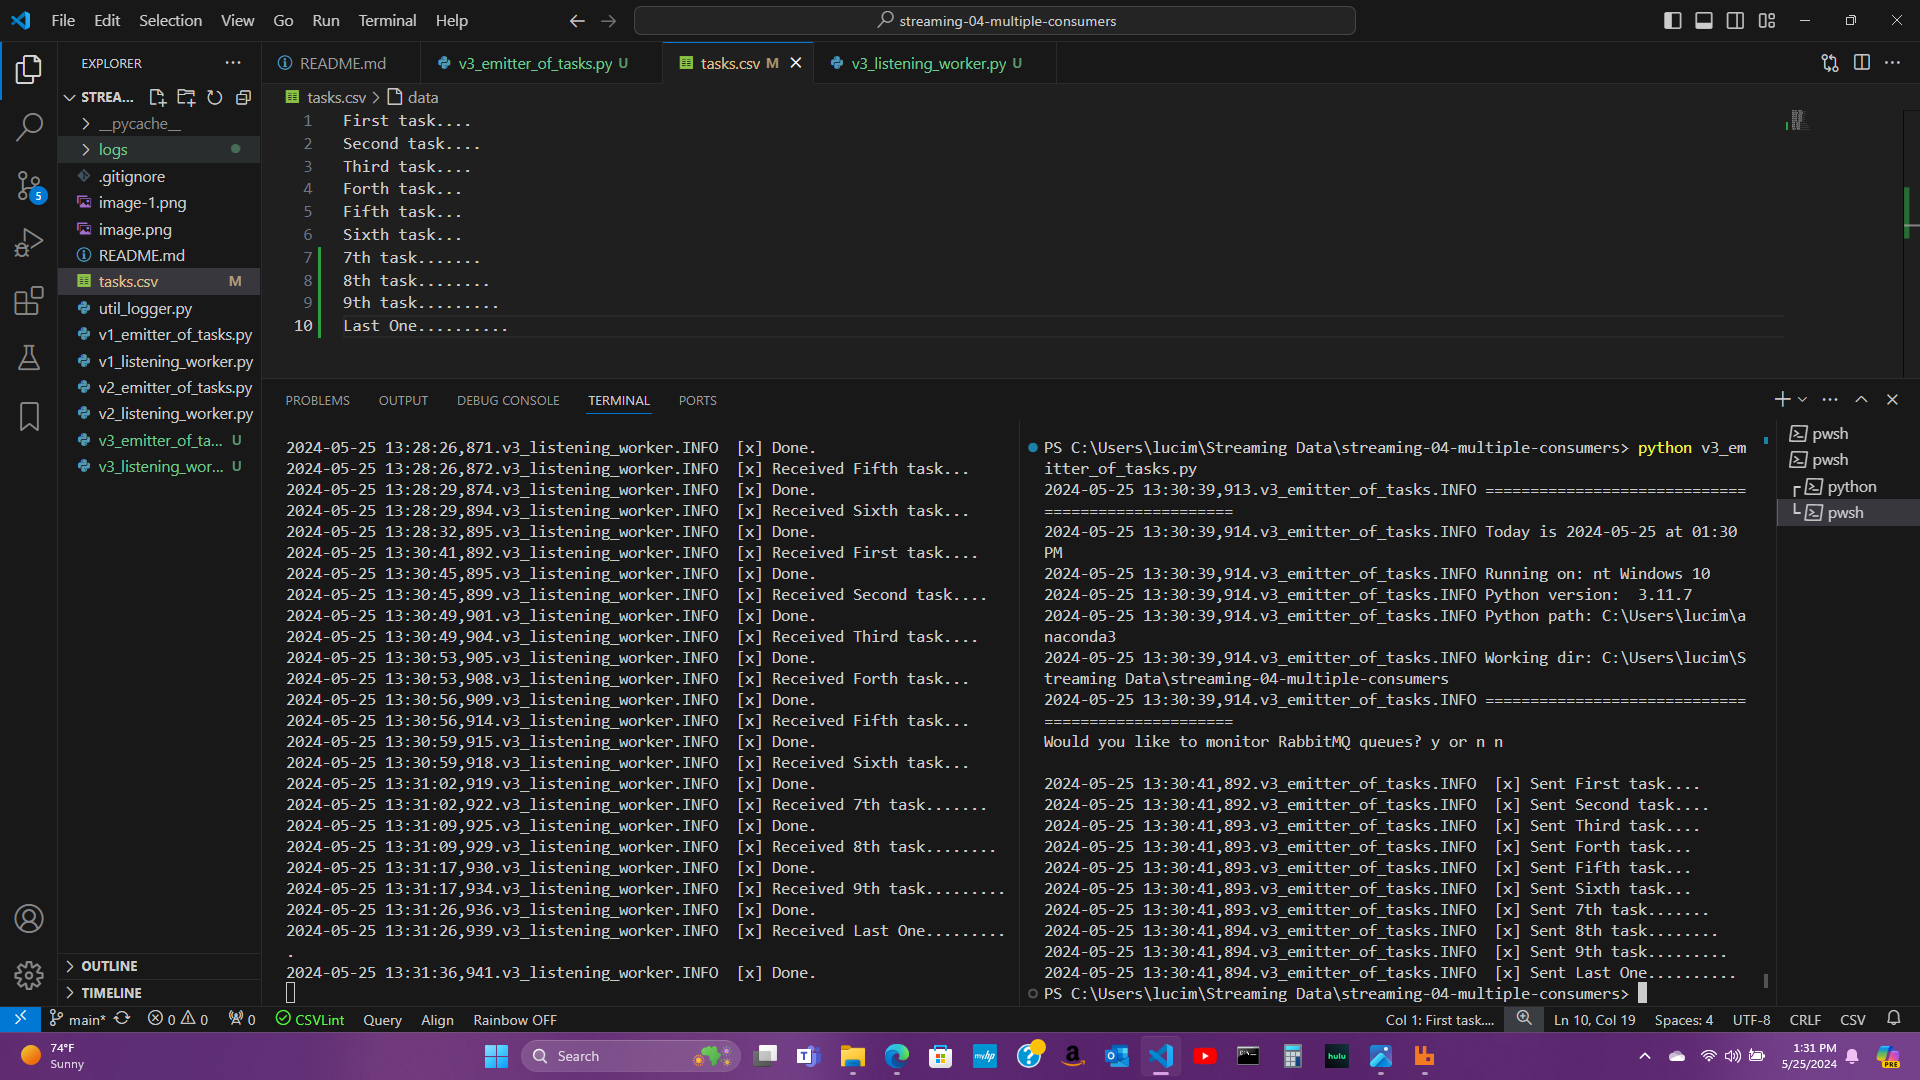 File Edit Selection View Go Run Terminal Help
streaming-04-multiple-consumers
EXPLORER
STREA...
__pycache__
logs
.gitignore
image-1.png
image.png
README.md
tasks.csv M
util_logger.py
v1_emitter_of_tasks.py
v1_listening_worker.py
v2_emitter_of_tasks.py
v2_listening_worker.py
v3_emitter_of_ta... U
v3_listening_wor... U
OUTLINE
TIMELINE
5
README.md v3_emitter_of_tasks.py U tasks.csv M v3_listening_worker.py U
tasks.csv > data
1 First task....
2 Second task....
3 Third task....
4 Forth task...
5 Fifth task...
6 Sixth task...
7 7th task.......
8 8th task........
9 9th task.........
10 Last One..........
PROBLEMS OUTPUT DEBUG CONSOLE TERMINAL PORTS
2024-05-25 13:28:26,871.v3_listening_worker.INFO  [x] Done.
2024-05-25 13:28:26,872.v3_listening_worker.INFO  [x] Received Fifth task...
2024-05-25 13:28:29,874.v3_listening_worker.INFO  [x] Done.
2024-05-25 13:28:29,894.v3_listening_worker.INFO  [x] Received Sixth task...
2024-05-25 13:28:32,895.v3_listening_worker.INFO  [x] Done.
2024-05-25 13:30:41,892.v3_listening_worker.INFO  [x] Received First task....
2024-05-25 13:30:45,895.v3_listening_worker.INFO  [x] Done.
2024-05-25 13:30:45,899.v3_listening_worker.INFO  [x] Received Second task....
2024-05-25 13:30:49,901.v3_listening_worker.INFO  [x] Done.
2024-05-25 13:30:49,904.v3_listening_worker.INFO  [x] Received Third task....
2024-05-25 13:30:53,905.v3_listening_worker.INFO  [x] Done.
2024-05-25 13:30:53,908.v3_listening_worker.INFO  [x] Received Forth task...
2024-05-25 13:30:56,909.v3_listening_worker.INFO  [x] Done.
2024-05-25 13:30:56,914.v3_listening_worker.INFO  [x] Received Fifth task...
2024-05-25 13:30:59,915.v3_listening_worker.INFO  [x] Done.
2024-05-25 13:30:59,918.v3_listening_worker.INFO  [x] Received Sixth task...
2024-05-25 13:31:02,919.v3_listening_worker.INFO  [x] Done.
2024-05-25 13:31:02,922.v3_listening_worker.INFO  [x] Received 7th task.......
2024-05-25 13:31:09,925.v3_listening_worker.INFO  [x] Done.
2024-05-25 13:31:09,929.v3_listening_worker.INFO  [x] Received 8th task........
2024-05-25 13:31:17,930.v3_listening_worker.INFO  [x] Done.
2024-05-25 13:31:17,934.v3_listening_worker.INFO  [x] Received 9th task.........
2024-05-25 13:31:26,936.v3_listening_worker.INFO  [x] Done.
2024-05-25 13:31:26,939.v3_listening_worker.INFO  [x] Received Last One.........
.
2024-05-25 13:31:36,941.v3_listening_worker.INFO  [x] Done.
PS C:\Users\lucim\Streaming Data\streaming-04-multiple-consumers> python v3_em
itter_of_tasks.py
2024-05-25 13:30:39,913.v3_emitter_of_tasks.INFO =============================
=====================
2024-05-25 13:30:39,914.v3_emitter_of_tasks.INFO Today is 2024-05-25 at 01:30
PM
2024-05-25 13:30:39,914.v3_emitter_of_tasks.INFO Running on: nt Windows 10
2024-05-25 13:30:39,914.v3_emitter_of_tasks.INFO Python version:  3.11.7
2024-05-25 13:30:39,914.v3_emitter_of_tasks.INFO Python path: C:\Users\lucim\a
naconda3
2024-05-25 13:30:39,914.v3_emitter_of_tasks.INFO Working dir: C:\Users\lucim\S
treaming Data\streaming-04-multiple-consumers
2024-05-25 13:30:39,914.v3_emitter_of_tasks.INFO =============================
=====================
Would you like to monitor RabbitMQ queues? y or n n
2024-05-25 13:30:41,892.v3_emitter_of_tasks.INFO  [x] Sent First task....
2024-05-25 13:30:41,892.v3_emitter_of_tasks.INFO  [x] Sent Second task....
2024-05-25 13:30:41,893.v3_emitter_of_tasks.INFO  [x] Sent Third task....
2024-05-25 13:30:41,893.v3_emitter_of_tasks.INFO  [x] Sent Forth task...
2024-05-25 13:30:41,893.v3_emitter_of_tasks.INFO  [x] Sent Fifth task...
2024-05-25 13:30:41,893.v3_emitter_of_tasks.INFO  [x] Sent Sixth task...
2024-05-25 13:30:41,893.v3_emitter_of_tasks.INFO  [x] Sent 7th task.......
2024-05-25 13:30:41,894.v3_emitter_of_tasks.INFO  [x] Sent 8th task........
2024-05-25 13:30:41,894.v3_emitter_of_tasks.INFO  [x] Sent 9th task.........
2024-05-25 13:30:41,894.v3_emitter_of_tasks.INFO  [x] Sent Last One..........
PS C:\Users\lucim\Streaming Data\streaming-04-multiple-consumers>
pwsh
pwsh
python
pwsh
main* 0 0 0 CSVLint Query Align Rainbow OFF Col 1: First task.... Ln 10, Col 19 Spaces: 4 UTF-8 CRLF CSV
74°F
Sunny
Search
myhp
hulu
1:31 PM
5/25/2024
PRE